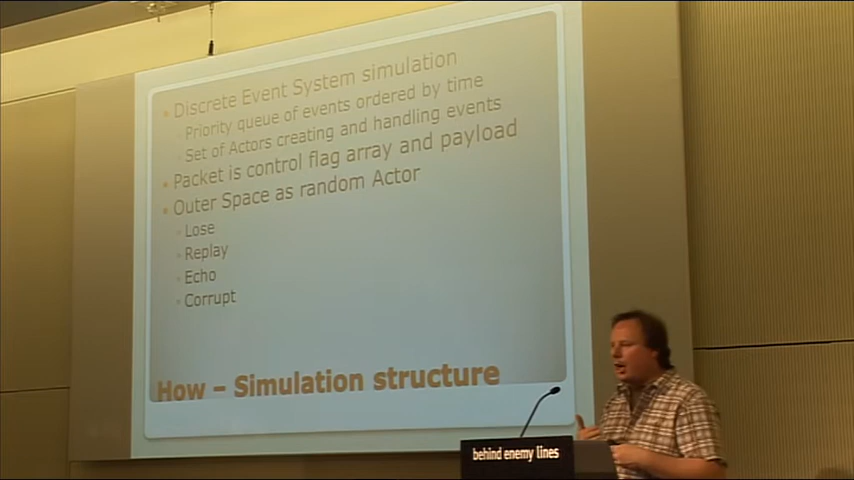 Discrete Event System simulation
Priority queue of events ordered by time
Set of Actors creating and handling events
Packet is control flag array, and payload
Outer Space as random Actor
Lose
Replay
Echo
Corrupt
How – Simulation structure
behind enemy lines